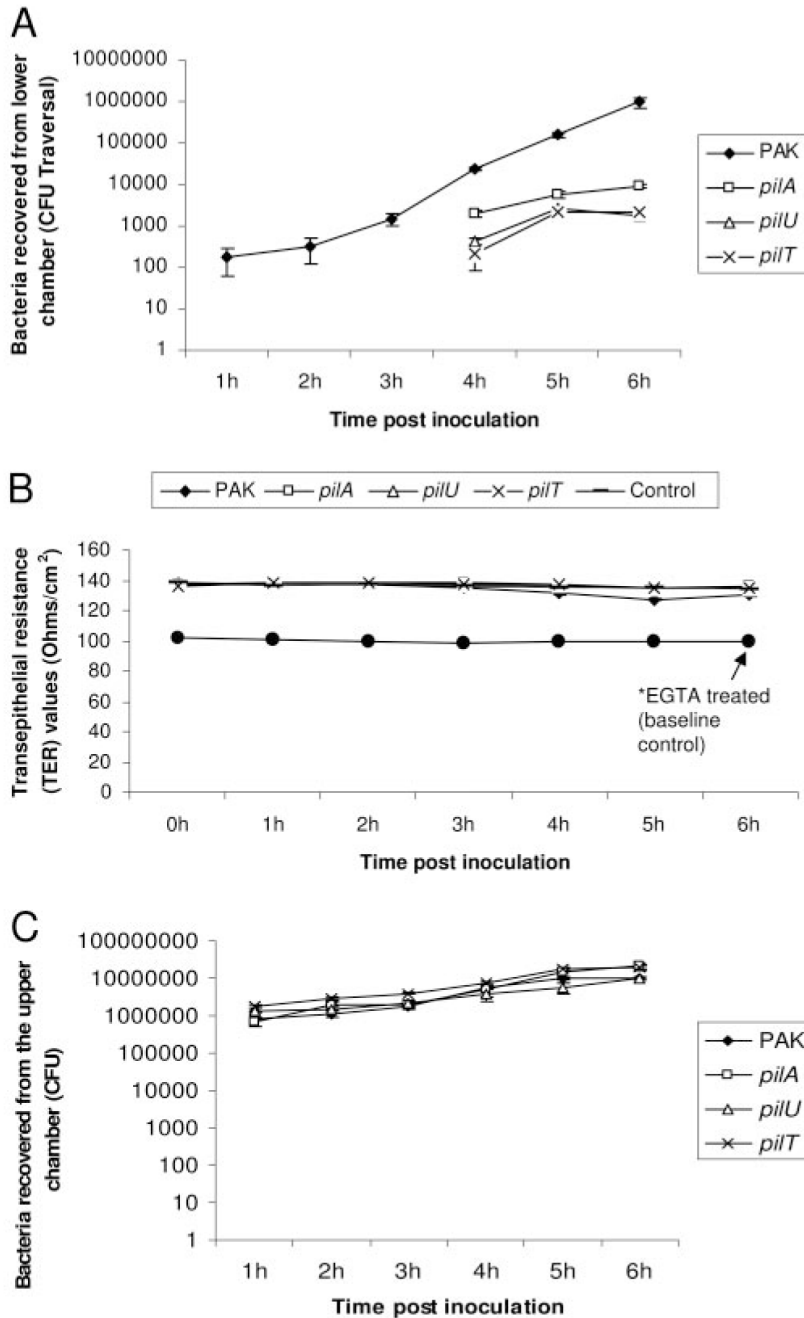 A
Bacteria recovered from lower
chamber (CFU Traversal)
10000000
1000000
100000
10000
1000
100
10
1
1h 2h 3h 4h 5h 6h
Time post inoculation
PAK
pilA
pilU
pilT
B
PAK pilA pilU pilT Control
Transepithelial resistance
(TER) values (Ohms/cm²)
160
140
120
100
80
60
40
20
0
*EGTA treated
(baseline
control)
0h 1h 2h 3h 4h 5h 6h
Time post inoculation
C
Bacteria recovered from the upper
chamber (CFU)
100000000
10000000
1000000
100000
10000
1000
100
10
1
1h 2h 3h 4h 5h 6h
Time post inoculation
PAK
pilA
pilU
pilT